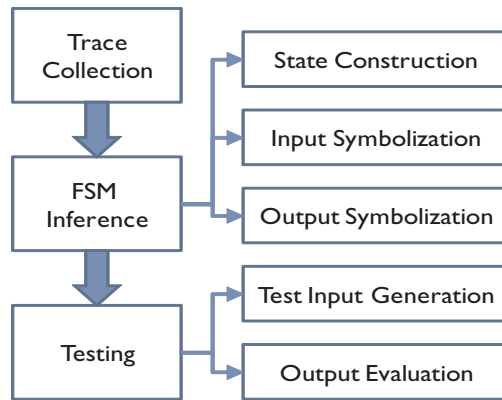 Trace
Collection
FSM
Inference
Testing
State Construction
Input Symbolization
Output Symbolization
Test Input Generation
Output Evaluation